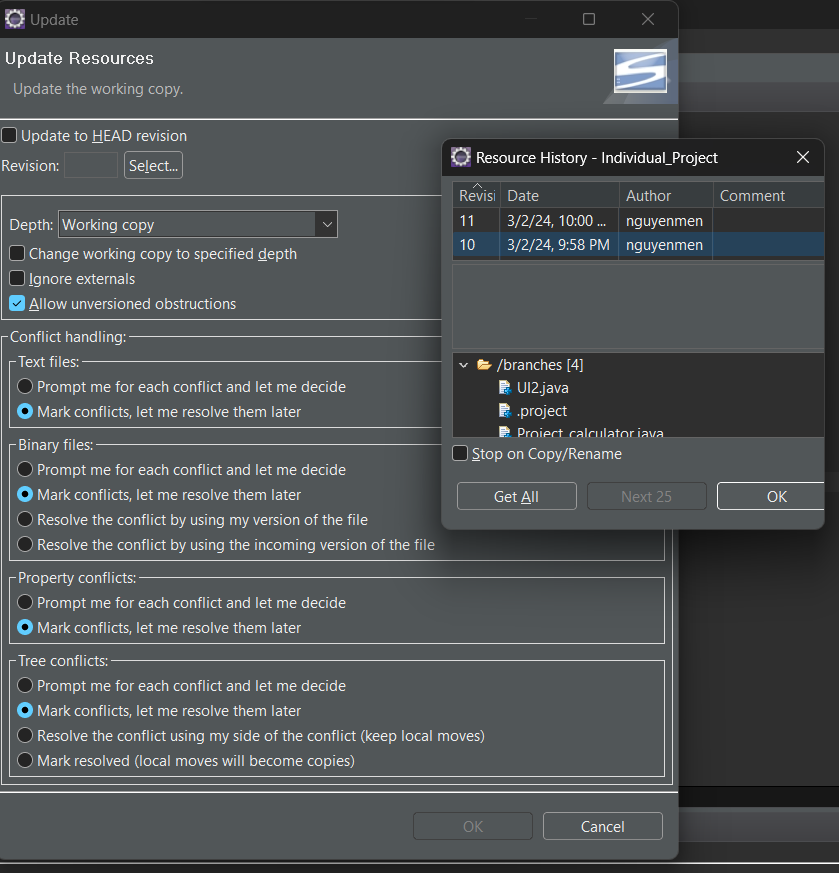 Update
Update Resources
Update the working copy.
Update to HEAD revision
Revision:
Select...
Depth: Working copy
Change working copy to specified depth
Ignore externals
Allow unversioned obstructions
Conflict handling:
Text files:
Prompt me for each conflict and let me decide
Mark conflicts, let me resolve them later
Binary files:
Prompt me for each conflict and let me decide
Mark conflicts, let me resolve them later
Resolve the conflict by using my version of the file
Resolve the conflict by using the incoming version of the file
Property conflicts:
Prompt me for each conflict and let me decide
Mark conflicts, let me resolve them later
Tree conflicts:
Prompt me for each conflict and let me decide
Mark conflicts, let me resolve them later
Resolve the conflict using my side of the conflict (keep local moves)
Mark resolved (local moves will become copies)
OK
Cancel
Resource History - Individual_Project
Revisi Date Author Comment
11 3/2/24, 10:00 ... nguyenmen
10 3/2/24, 9:58 PM nguyenmen
/branches [4]
UI2.java
.project
Project_calculator.java
Stop on Copy/Rename
Get All
Next 25
OK